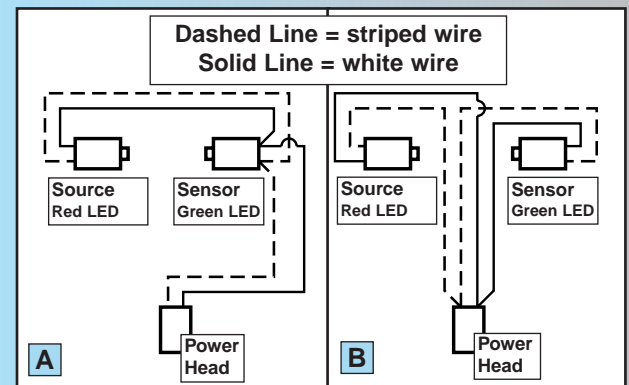 Dashed Line = striped wire
Solid Line = white wire
Source
Red LED
Sensor
Green LED
Power
Head
A
Source
Red LED
Sensor
Green LED
Power
Head
B